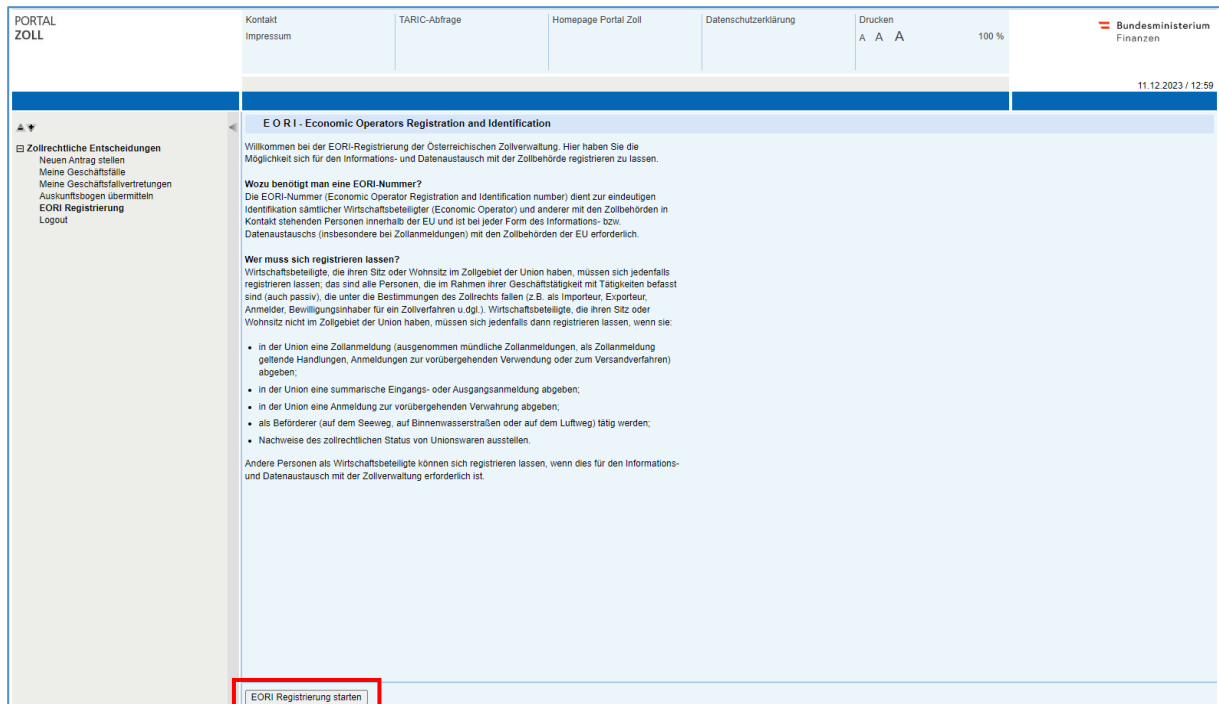 PORTAL
ZOLL
Kontakt
Impressum
TARIC-Abfrage
Homepage Portal Zoll
Datenschutzerklärung
Drucken
A A A 100 %
Bundesministerium
Finanzen
11.12.2023 / 12:59
Zollrechtliche Entscheidungen
Neuen Antrag stellen
Meine Geschäftsfälle
Meine Geschäftsfallvertretungen
Auskunftsbogen übermitteln
EORI Registrierung
Logout
E O R I - Economic Operators Registration and Identification
Willkommen bei der EORI-Registrierung der Österreichischen Zollverwaltung. Hier haben Sie die
Möglichkeit sich für den Informations- und Datenaustausch mit der Zollbehörde registrieren zu lassen.
Wozu benötigt man eine EORI-Nummer?
Die EORI-Nummer (Economic Operator Registration and Identification number) dient zur eindeutigen
Identifikation sämtlicher Wirtschaftsbeteiligter (Economic Operator) und anderer mit den Zollbehörden in
Kontakt stehenden Personen innerhalb der EU und ist bei jeder Form des Informations- bzw.
Datenaustauschs (insbesondere bei Zollanmeldungen) mit den Zollbehörden der EU erforderlich.
Wer muss sich registrieren lassen?
Wirtschaftsbeteiligte, die ihren Sitz oder Wohnsitz im Zollgebiet der Union haben, müssen sich jedenfalls
registrieren lassen; das sind alle Personen, die im Rahmen ihrer Geschäftstätigkeit mit Tätigkeiten befasst
sind (auch passiv), die unter die Bestimmungen des Zollrechts fallen (z.B. als Importeur, Exporteur,
Anmelder, Bewilligungsinhaber für ein Zollverfahren u.dgl.). Wirtschaftsbeteiligte, die ihren Sitz oder
Wohnsitz nicht im Zollgebiet der Union haben, müssen sich jedenfalls dann registrieren lassen, wenn sie:
• in der Union eine Zollanmeldung (ausgenommen mündliche Zollanmeldungen, als Zollanmeldung
geltende Handlungen, Anmeldungen zur vorübergehenden Verwendung oder zum Versandverfahren)
abgeben;
• in der Union eine summarische Eingangs- oder Ausgangsanmeldung abgeben;
• in der Union eine Anmeldung zur vorübergehenden Verwahrung abgeben;
• als Beförderer (auf dem Seeweg, auf Binnenwasserstraßen oder auf dem Luftweg) tätig werden;
• Nachweise des zollrechtlichen Status von Unionswaren ausstellen.
Andere Personen als Wirtschaftsbeteiligte können sich registrieren lassen, wenn dies für den Informations-
und Datenaustausch mit der Zollverwaltung erforderlich ist.
EORI Registrierung starten